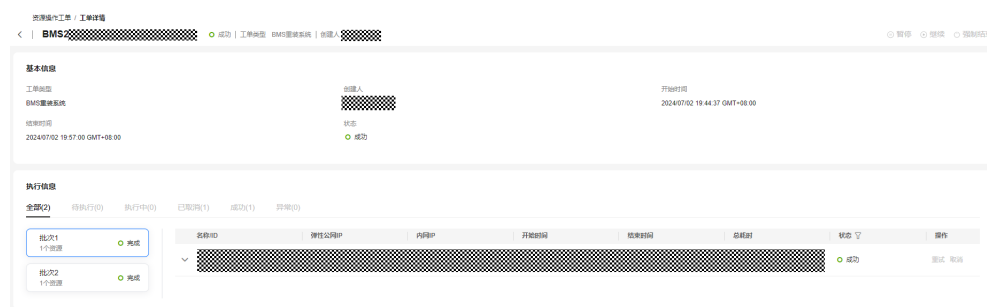 资源操作工单 / 工单详情
BMS2 成功 | 工单类型 BMS重装系统 | 创建人 暂停 继续 强制结束
基本信息
工单类型 创建人 开始时间
BMS重装系统 2024/07/02 19:44:37 GMT+08:00
结束时间 状态
2024/07/02 19:57:00 GMT+08:00 成功
执行信息
全部(2) 待执行(0) 执行中(0) 已取消(1) 成功(1) 异常(0)
名称/ID 弹性公网IP 内网IP 开始时间 结束时间 总耗时 状态 操作
批次1
1个资源 完成
成功 重试 取消
批次2
1个资源 完成